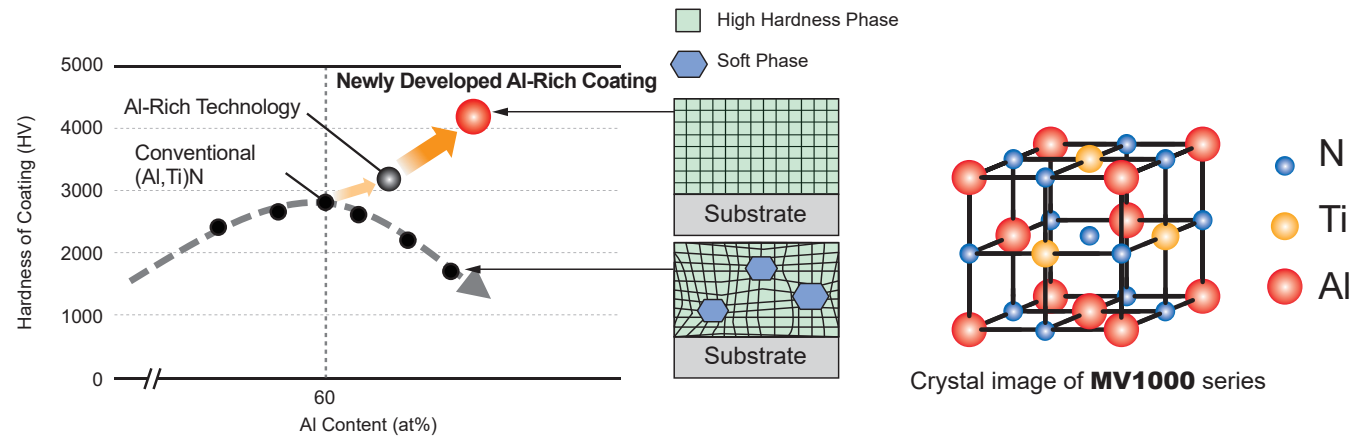 High Hardness Phase
Soft Phase
5000
4000
3000
2000
1000
0
Hardness of Coating (HV)
Newly Developed Al-Rich Coating
Al-Rich Technology
Conventional
(Al,Ti)N
60
Al Content (at%)
Substrate
Substrate
N
Ti
Al
Crystal image of MV1000 series